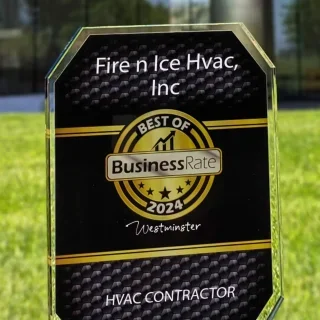 Fire n Ice Hvac,
Inc
BEST OF
BusinessRate
2024
Westminster
HVAC CONTRACTOR